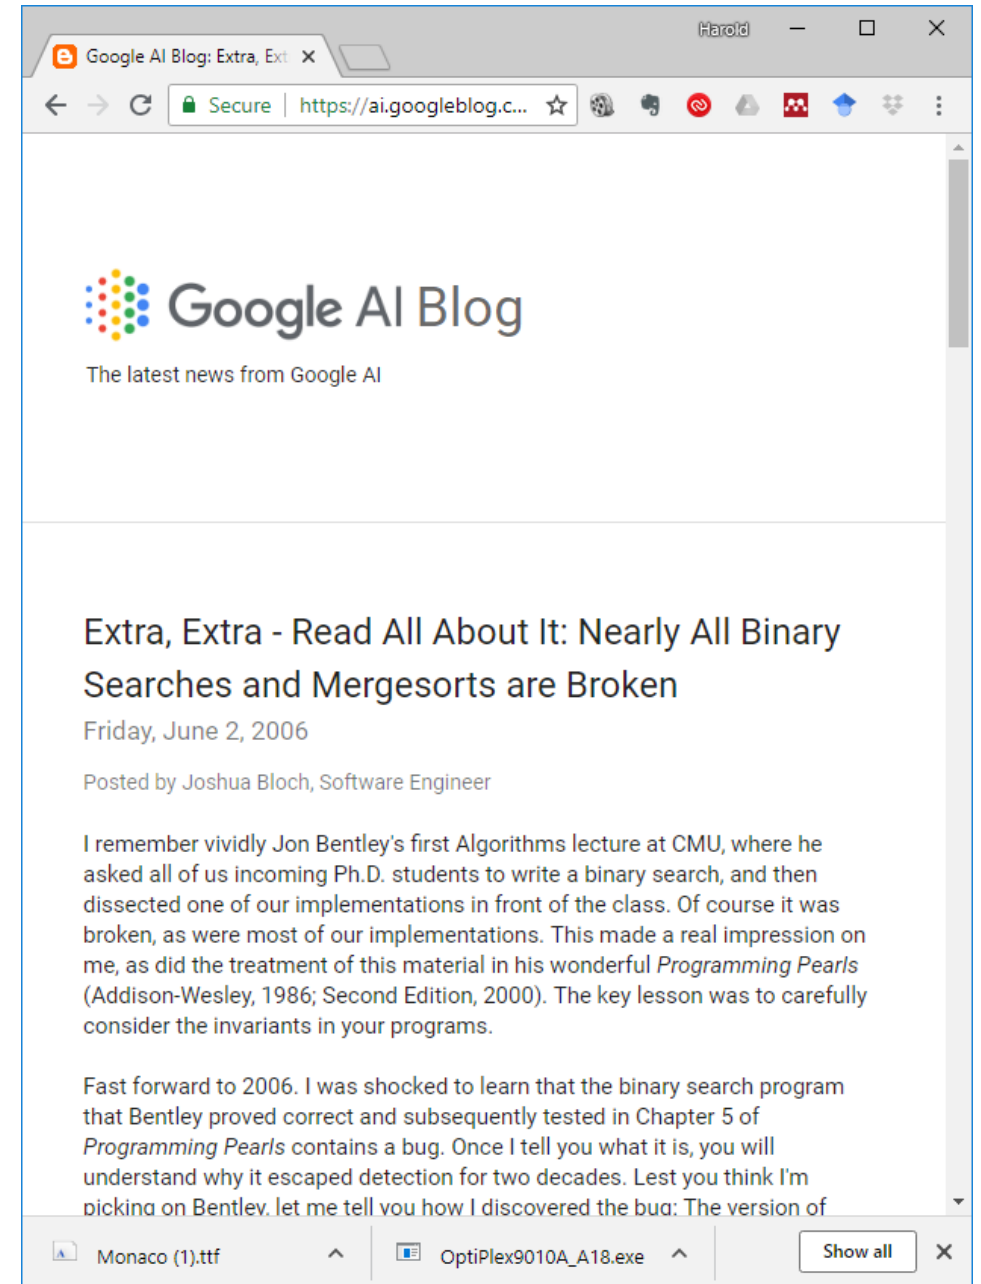 Harold
Google AI Blog: Extra, Ext
Secure https://ai.googleblog.c...
Google AI Blog
The latest news from Google AI
Extra, Extra - Read All About It: Nearly All Binary
Searches and Mergesorts are Broken
Friday, June 2, 2006
Posted by Joshua Bloch, Software Engineer
I remember vividly Jon Bentley's first Algorithms lecture at CMU, where he
asked all of us incoming Ph.D. students to write a binary search, and then
dissected one of our implementations in front of the class. Of course it was
broken, as were most of our implementations. This made a real impression on
me, as did the treatment of this material in his wonderful Programming Pearls
(Addison-Wesley, 1986; Second Edition, 2000). The key lesson was to carefully
consider the invariants in your programs.
Fast forward to 2006. I was shocked to learn that the binary search program
that Bentley proved correct and subsequently tested in Chapter 5 of
Programming Pearls contains a bug. Once I tell you what it is, you will
understand why it escaped detection for two decades. Lest you think I'm
picking on Bentley, let me tell you how I discovered the bug: The version of
Monaco (1).ttf
OptiPlex9010A_A18.exe
Show all